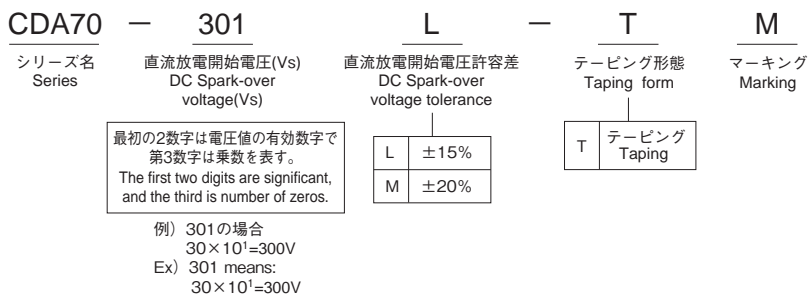 CDA70 － 301 L － T M
シリーズ名
Series
直流放電開始電圧(Vs)
DC Spark-over
voltage(Vs)
直流放電開始電圧許容差
DC Spark-over
voltage tolerance
テーピング形態
Taping form
マーキング
Marking
最初の2数字は電圧値の有効数字で
第3数字は乗数を表す。
The first two digits are significant,
and the third is number of zeros.
L ±15%
M ±20%
T テーピング
Taping
例）301の場合
30×10¹=300V
Ex）301 means:
30×10¹=300V